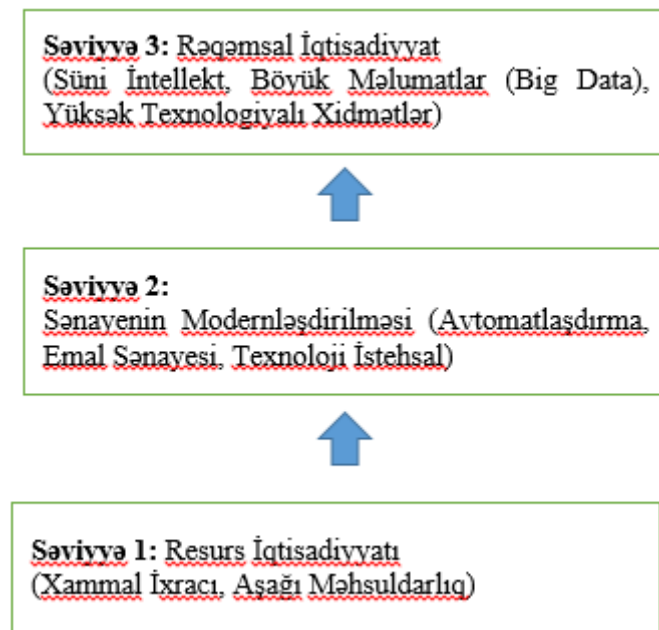 Səviyyə 3: Rəqəmsal İqtisadiyyat
(Süni İntellekt, Böyük Məlumatlar (Big Data),
Yüksək Texnologiyalı Xidmətlər)
Səviyyə 2:
Sənayenin Modernləşdirilməsi (Avtomatlaşdırma,
Emal Sənayesi, Texnoloji İstehsal)
Səviyyə 1: Resurs İqtisadiyyatı
(Xammal İxracı, Aşağı Məhsuldarlıq)